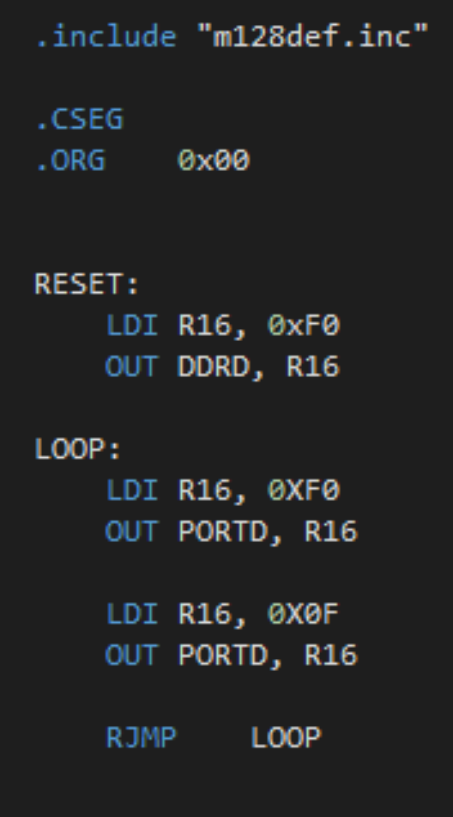 .include "m128def.inc"
.CSEG
.ORG    0x00
RESET:
    LDI R16, 0xF0
    OUT DDRD, R16
LOOP:
    LDI R16, 0XF0
    OUT PORTD, R16
    LDI R16, 0X0F
    OUT PORTD, R16
    RJMP    LOOP